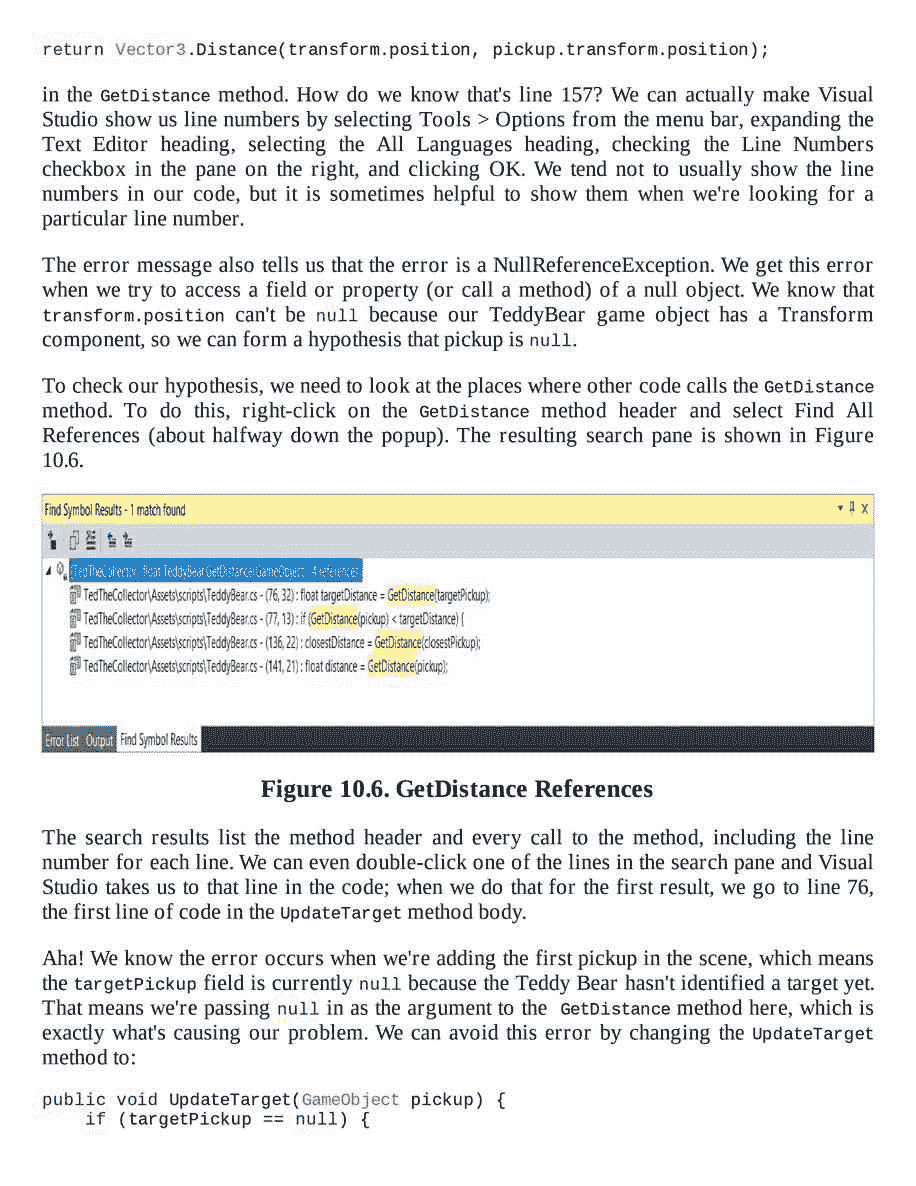 return Vector3.Distance(transform.position, pickup.transform.position);
in the GetDistance method. How do we know that's line 157? We can actually make Visual
Studio show us line numbers by selecting Tools > Options from the menu bar, expanding the
Text Editor heading, selecting the All Languages heading, checking the Line Numbers
checkbox in the pane on the right, and clicking OK. We tend not to usually show the line
numbers in our code, but it is sometimes helpful to show them when we're looking for a
particular line number.
The error message also tells us that the error is a NullReferenceException. We get this error
when we try to access a field or property (or call a method) of a null object. We know that
transform.position can't be null because our TeddyBear game object has a Transform
component, so we can form a hypothesis that pickup is null.
To check our hypothesis, we need to look at the places where other code calls the GetDistance
method. To do this, right-click on the GetDistance method header and select Find All
References (about halfway down the popup). The resulting search pane is shown in Figure
10.6.
Find Symbol Results - 1 match found
TedTheCollector float TeddyBear.GetDistance(GameObject 4 references
TedTheCollector\Assets\scripts\TeddyBear.cs - (76, 32) : float targetDistance = GetDistance(targetPickup);
TedTheCollector\Assets\scripts\TeddyBear.cs - (77, 13) : if (GetDistance(pickup) < targetDistance) {
TedTheCollector\Assets\scripts\TeddyBear.cs - (136, 22) : closestDistance = GetDistance(closestPickup);
TedTheCollector\Assets\scripts\TeddyBear.cs - (141, 21) : float distance = GetDistance(pickup);
Error List Output Find Symbol Results
Figure 10.6. GetDistance References
The search results list the method header and every call to the method, including the line
number for each line. We can even double-click one of the lines in the search pane and Visual
Studio takes us to that line in the code; when we do that for the first result, we go to line 76,
the first line of code in the UpdateTarget method body.
Aha! We know the error occurs when we're adding the first pickup in the scene, which means
the targetPickup field is currently null because the Teddy Bear hasn't identified a target yet.
That means we're passing null in as the argument to the GetDistance method here, which is
exactly what's causing our problem. We can avoid this error by changing the UpdateTarget
method to:
public void UpdateTarget(GameObject pickup) {
if (targetPickup == null) {